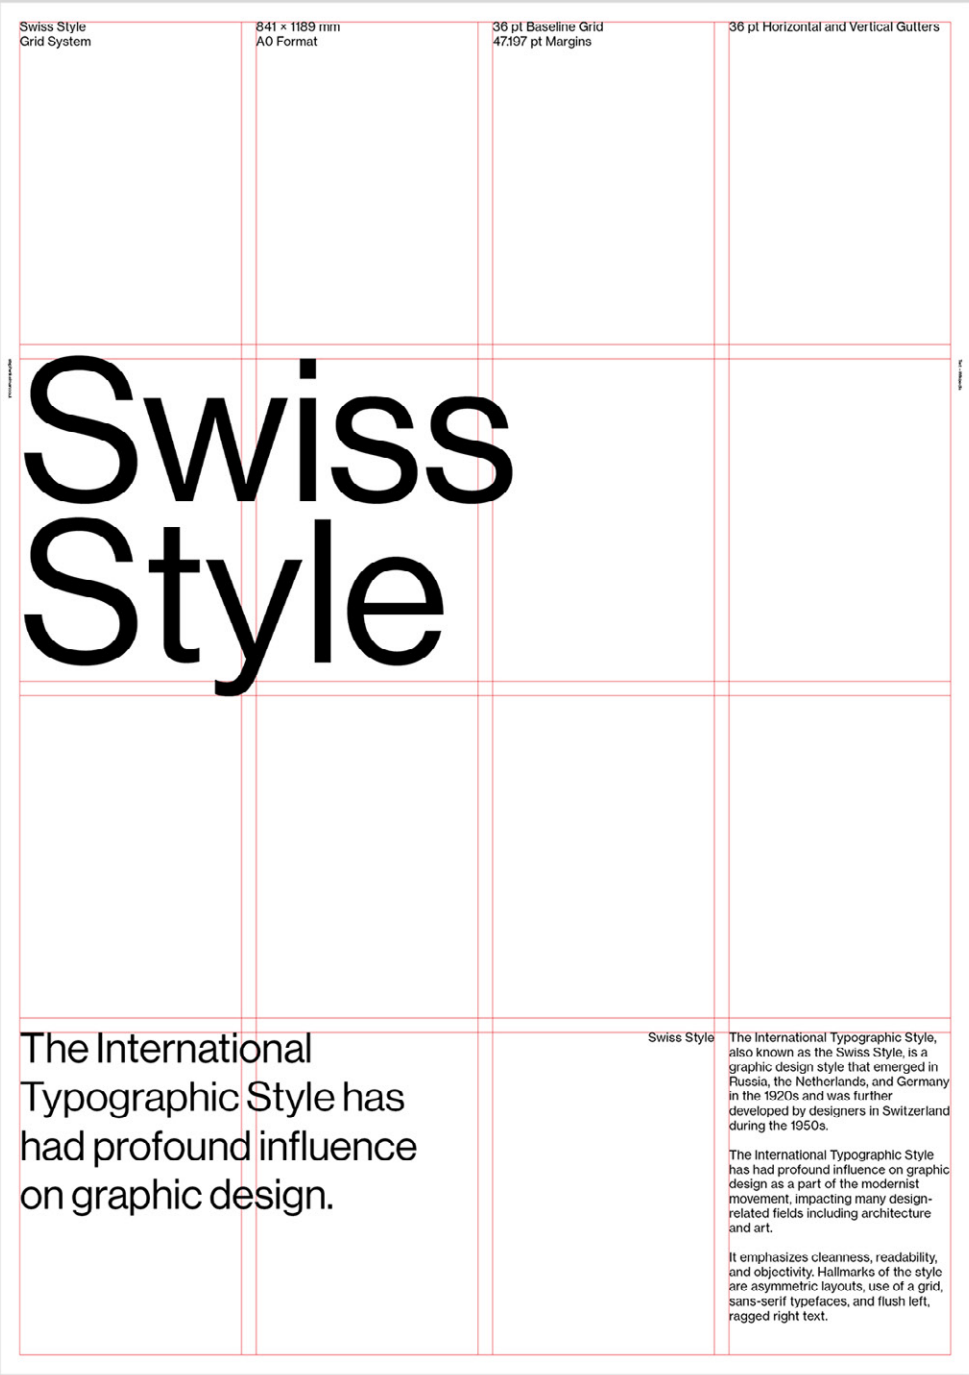 Swiss Style
Grid System
841 × 1189 mm
A0 Format
36 pt Baseline Grid
47.197 pt Margins
36 pt Horizontal and Vertical Gutters
Swiss
Style
The International
Typographic Style has
had profound influence
on graphic design.
Swiss Style
The International Typographic Style,
also known as the Swiss Style, is a
graphic design style that emerged in
Russia, the Netherlands, and Germany
in the 1920s and was further
developed by designers in Switzerland
during the 1950s.
The International Typographic Style
has had profound influence on graphic
design as a part of the modernist
movement, impacting many design-
related fields including architecture
and art.
It emphasizes cleanness, readability,
and objectivity. Hallmarks of the style
are asymmetric layouts, use of a grid,
sans-serif typefaces, and flush left,
ragged right text.